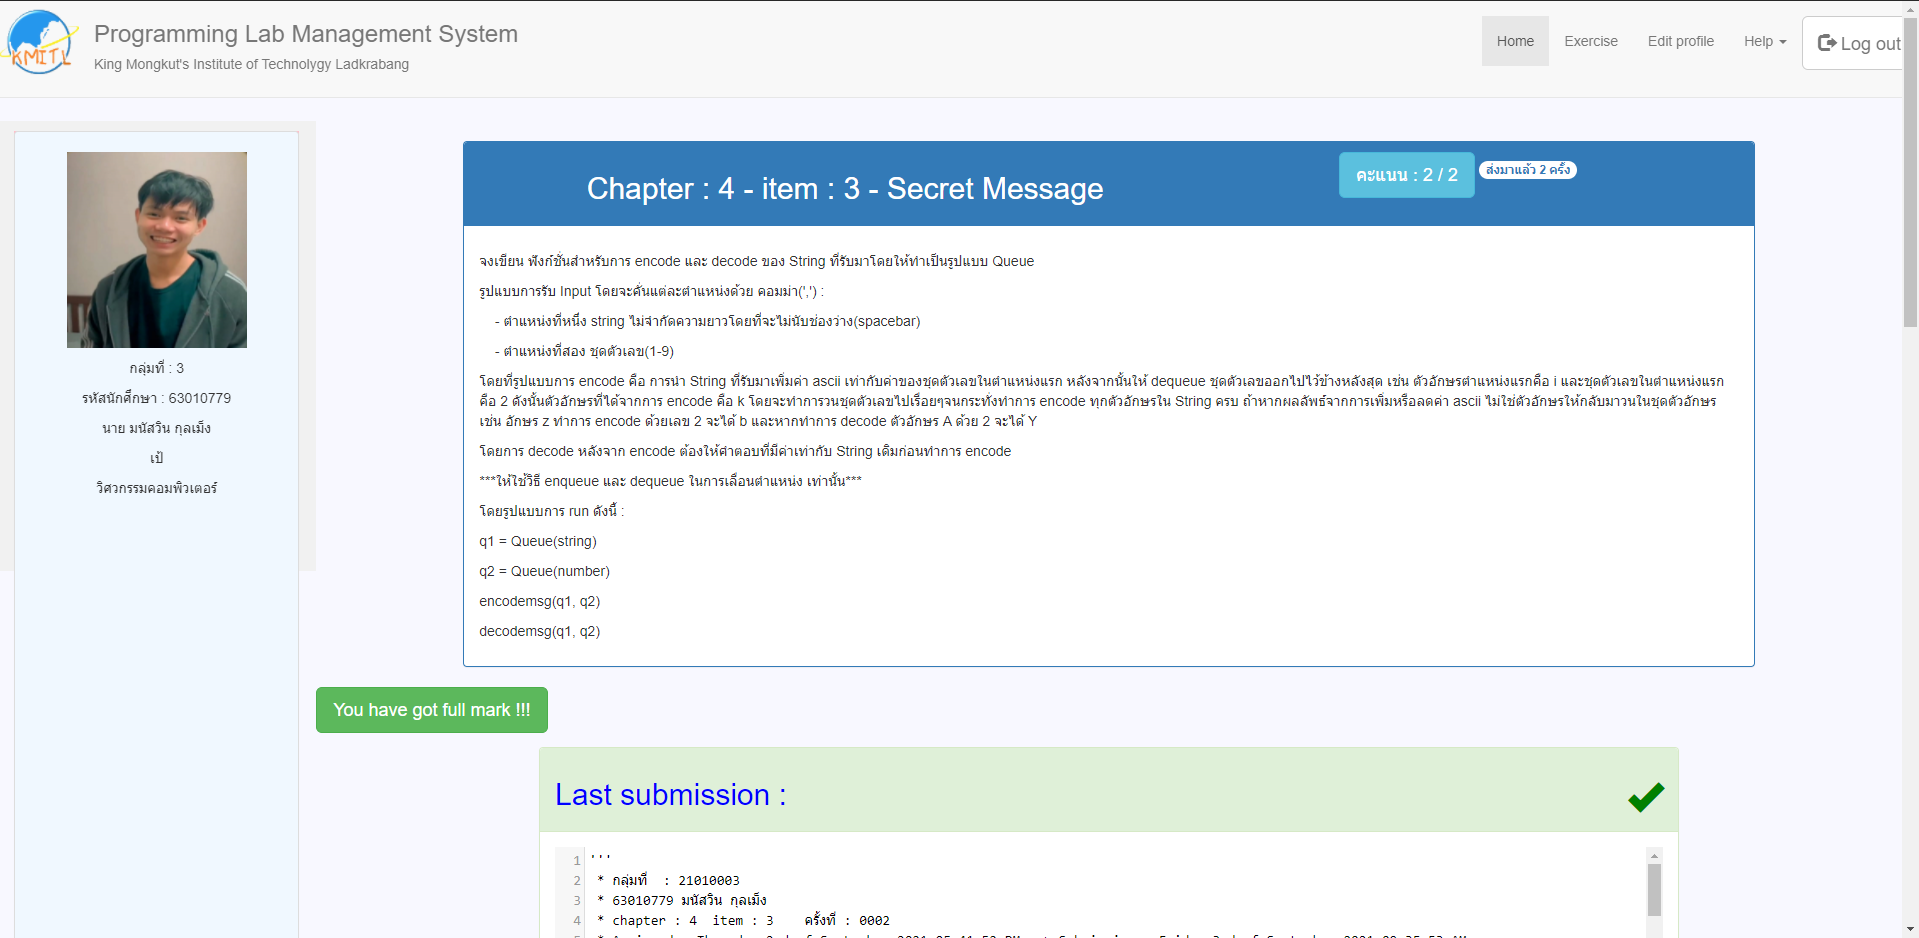 KMITL
Programming Lab Management System
King Mongkut's Institute of Technolygy Ladkrabang
Home
Exercise
Edit profile
Help
Log out
กลุ่มที่ : 3
รหัสนักศึกษา : 63010779
นาย มนัสวิน กุลเม็ง
เป้
วิศวกรรมคอมพิวเตอร์
Chapter : 4 - item : 3 - Secret Message
คะแนน : 2 / 2
ส่งมาแล้ว 2 ครั้ง
จงเขียน ฟังก์ชั่นสำหรับการ encode และ decode ของ String ที่รับมาโดยให้ทำเป็นรูปแบบ Queue
รูปแบบการรับ Input โดยจะคั่นแต่ละตำแหน่งด้วย คอมม่า(',') :
- ตำแหน่งที่หนึ่ง string ไม่จำกัดความยาวโดยที่จะไม่นับช่องว่าง(spacebar)
- ตำแหน่งที่สอง ชุดตัวเลข(1-9)
โดยที่รูปแบบการ encode คือ การนำ String ที่รับมาเพิ่มค่า ascii เท่ากับค่าของชุดตัวเลขในตำแหน่งแรก หลังจากนั้นให้ dequeue ชุดตัวเลขออกไปไว้ข้างหลังสุด เช่น ตัวอักษรตำแหน่งแรกคือ i และชุดตัวเลขในตำแหน่งแรก
คือ 2 ดังนั้นตัวอักษรที่ได้จากการ encode คือ k โดยจะทำการวนชุดตัวเลขไปเรื่อยๆจนกระทั่งทำการ encode ทุกตัวอักษรใน String ครบ ถ้าหากผลลัพธ์จากการเพิ่มหรือลดค่า ascii ไม่ใช่ตัวอักษรให้กลับมาวนในชุดตัวอักษร
เช่น อักษร z ทำการ encode ด้วยเลข 2 จะได้ b และหากทำการ decode ตัวอักษร A ด้วย 2 จะได้ Y
โดยการ decode หลังจาก encode ต้องให้คำตอบที่มีค่าเท่ากับ String เดิมก่อนทำการ encode
***ให้ใช้วิธี enqueue และ dequeue ในการเลื่อนตำแหน่ง เท่านั้น***
โดยรูปแบบการ run ดังนี้ :
q1 = Queue(string)
q2 = Queue(number)
encodemsg(q1, q2)
decodemsg(q1, q2)
You have got full mark !!!
Last submission :
1 '''
2 * กลุ่มที่ : 21010003
3 * 63010779 มนัสวิน กุลเม็ง
4 * chapter : 4 item : 3 ครั้งที่ : 0002